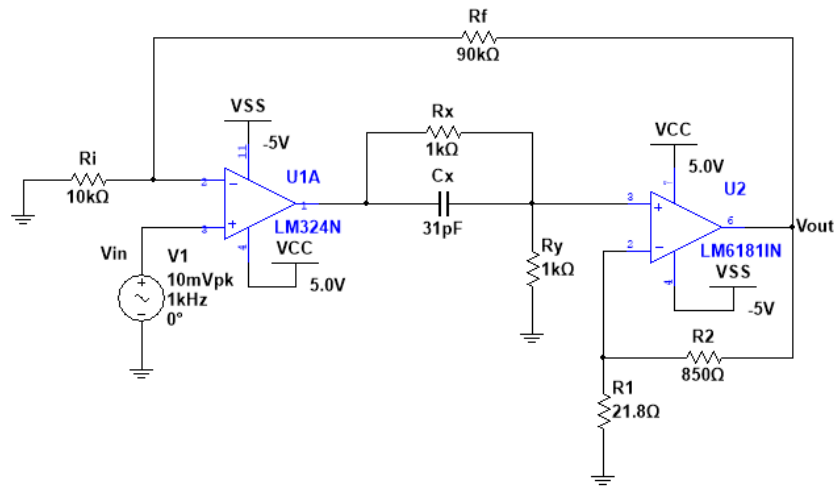 Rf
90kΩ
VSS
-5V
Rx
1kΩ
VCC
5.0V
Ri
10kΩ
11
2
U1A
1
LM324N
3
4
VCC
5.0V
Cx
31pF
7
U2
3
6
Vout
2
LM6181IN
4
VSS
-5V
Vin
V1
10mVpk
1kHz
0°
Ry
1kΩ
R2
850Ω
R1
21.8Ω